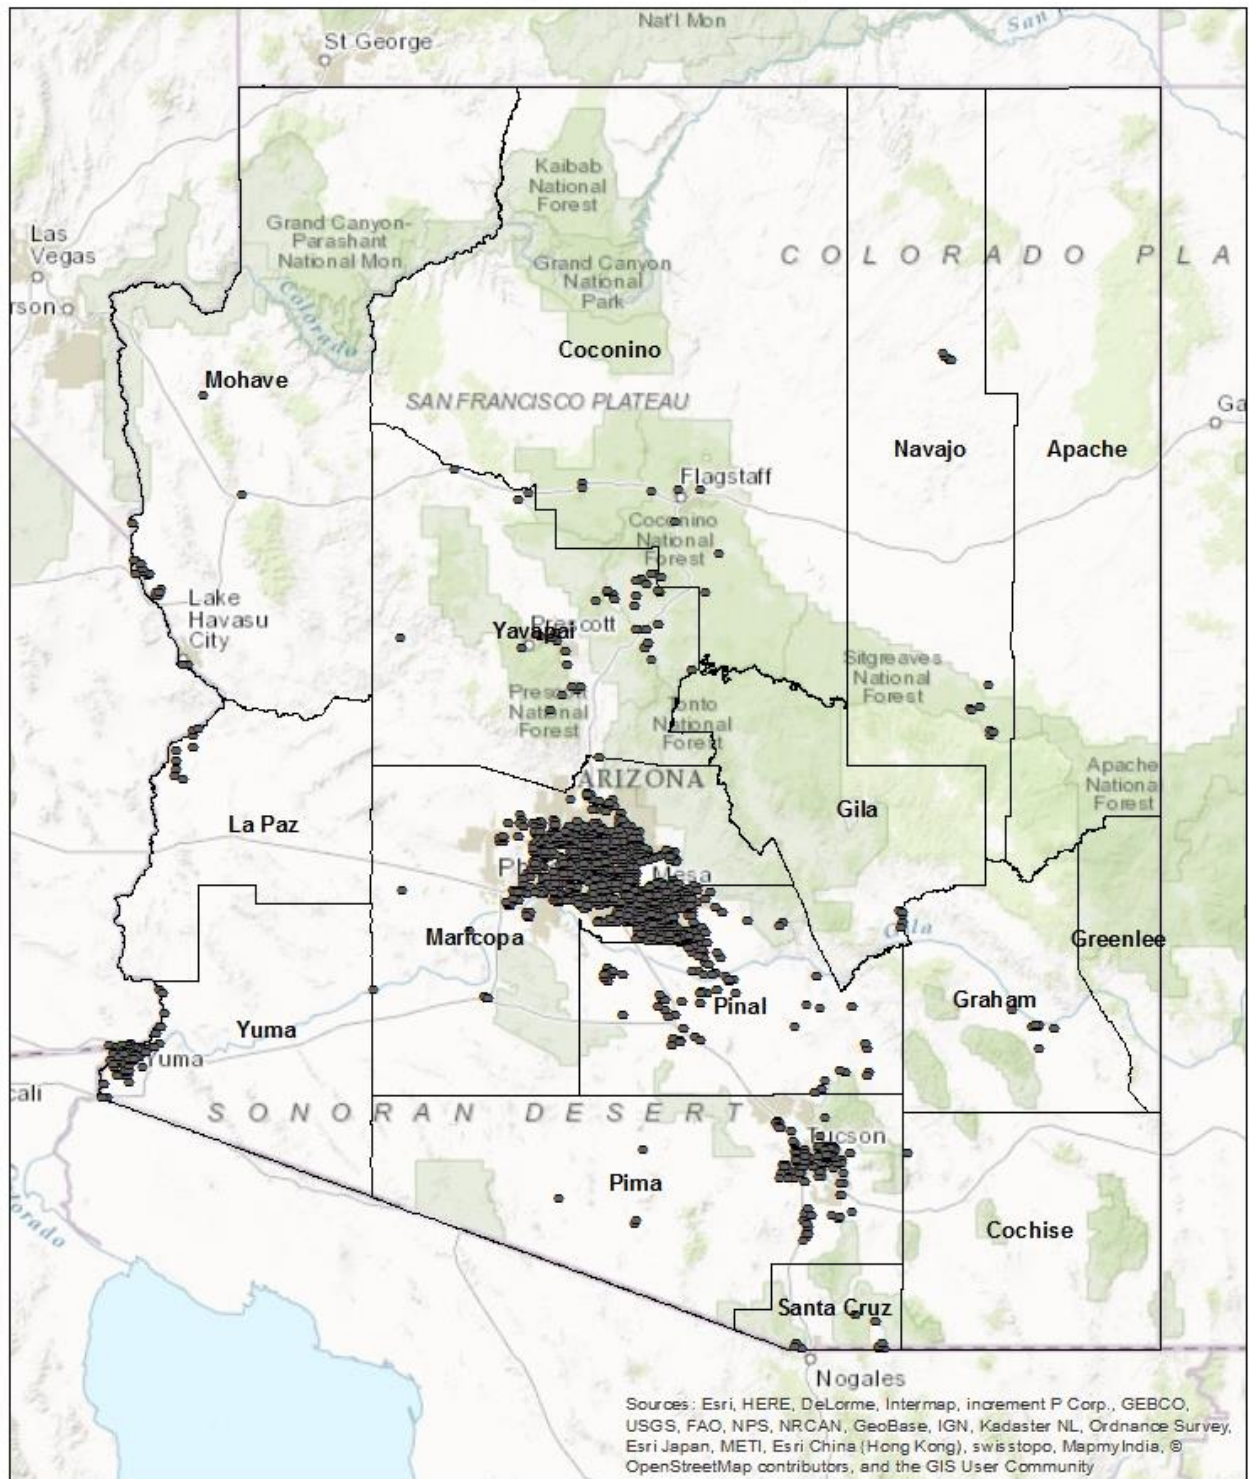 Nat'l Mon
St George
Kaibab
National
Forest
Grand Canyon-
Parashant
National Mon.
Las
Vegas
COLORADO PLA
Grand Canyon
National
Park
rson
Colorado
Coconino
Mohave
SAN FRANCISCO PLATEAU
Ga
Navajo
Apache
Flagstaff
Coconino
National
Forest
Lake
Havasu
City
Prescott
Yavapai
Sitgreaves
National
Forest
Prescott
National
Forest
Tonto
National
Forest
ARIZONA
Apache
National
Forest
La Paz
Gila
Ph
Mesa
Maricopa
Gila
Greenlee
Graham
Pinal
Yuma
Yuma
cali
SONORAN DESERT
Tucson
Pima
Cochise
Santa Cruz
Nogales
Sources: Esri, HERE, DeLorme, Intermap, increment P Corp., GEBCO,
USGS, FAO, NPS, NRCAN, GeoBase, IGN, Kadaster NL, Ordnance Survey,
Esri Japan, METI, Esri China (Hong Kong), swisstopo, MapmyIndia, ©
OpenStreetMap contributors, and the GIS User Community